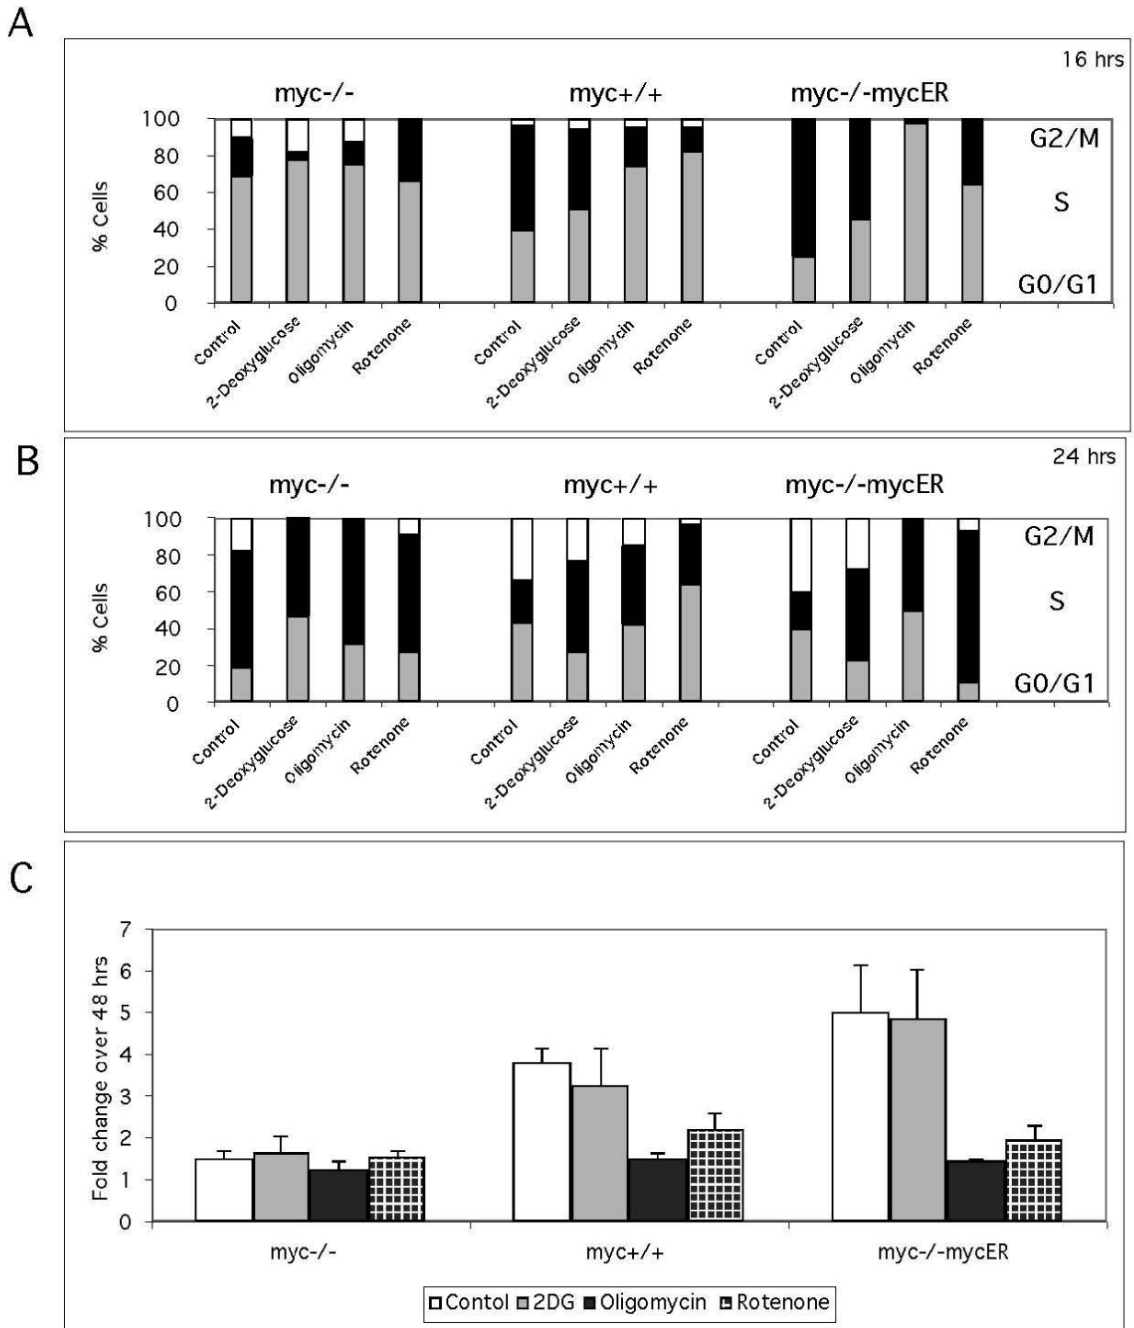 A
16 hrs
myc-/- myc+/+ myc-/-mycER
100
80
60
40
20
0
% Cells
G2/M
S
G0/G1
Control 2-Deoxyglucose Oligomycin Rotenone Control 2-Deoxyglucose Oligomycin Rotenone Control 2-Deoxyglucose Oligomycin Rotenone
B
24 hrs
myc-/- myc+/+ myc-/-mycER
100
80
60
40
20
0
% Cells
G2/M
S
G0/G1
Control 2-Deoxyglucose Oligomycin Rotenone Control 2-Deoxyglucose Oligomycin Rotenone Control 2-Deoxyglucose Oligomycin Rotenone
C
7
6
5
4
3
2
1
0
Fold change over 48 hrs
myc-/- myc+/+ myc-/-mycER
Contol 2DG Oligomycin Rotenone